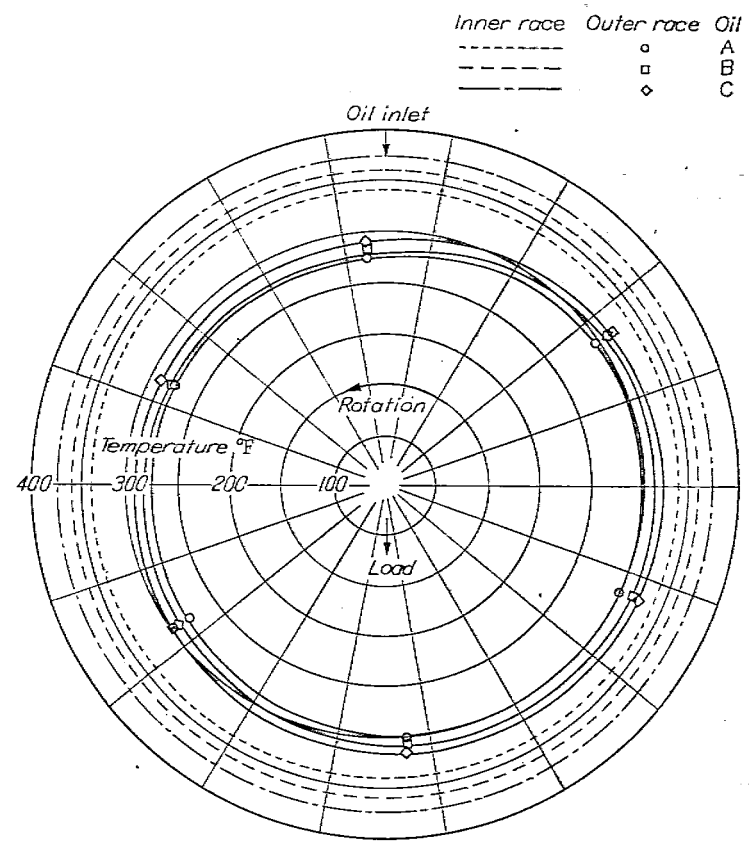 Inner race Outer race Oil
A
B
C
Oil inlet
Rotation
Temperature °F
400 300 200 100
Load